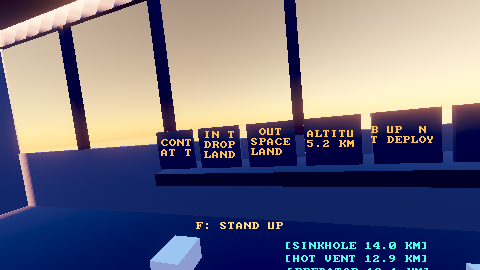 CONT
AT T
IN T
DROP
LAND
OUT
SPACE
LAND
ALTITU
5.2 KM
B UP N
T DEPLOY
F: STAND UP
[SINKHOLE 14.0 KM]
[HOT VENT 12.9 KM]